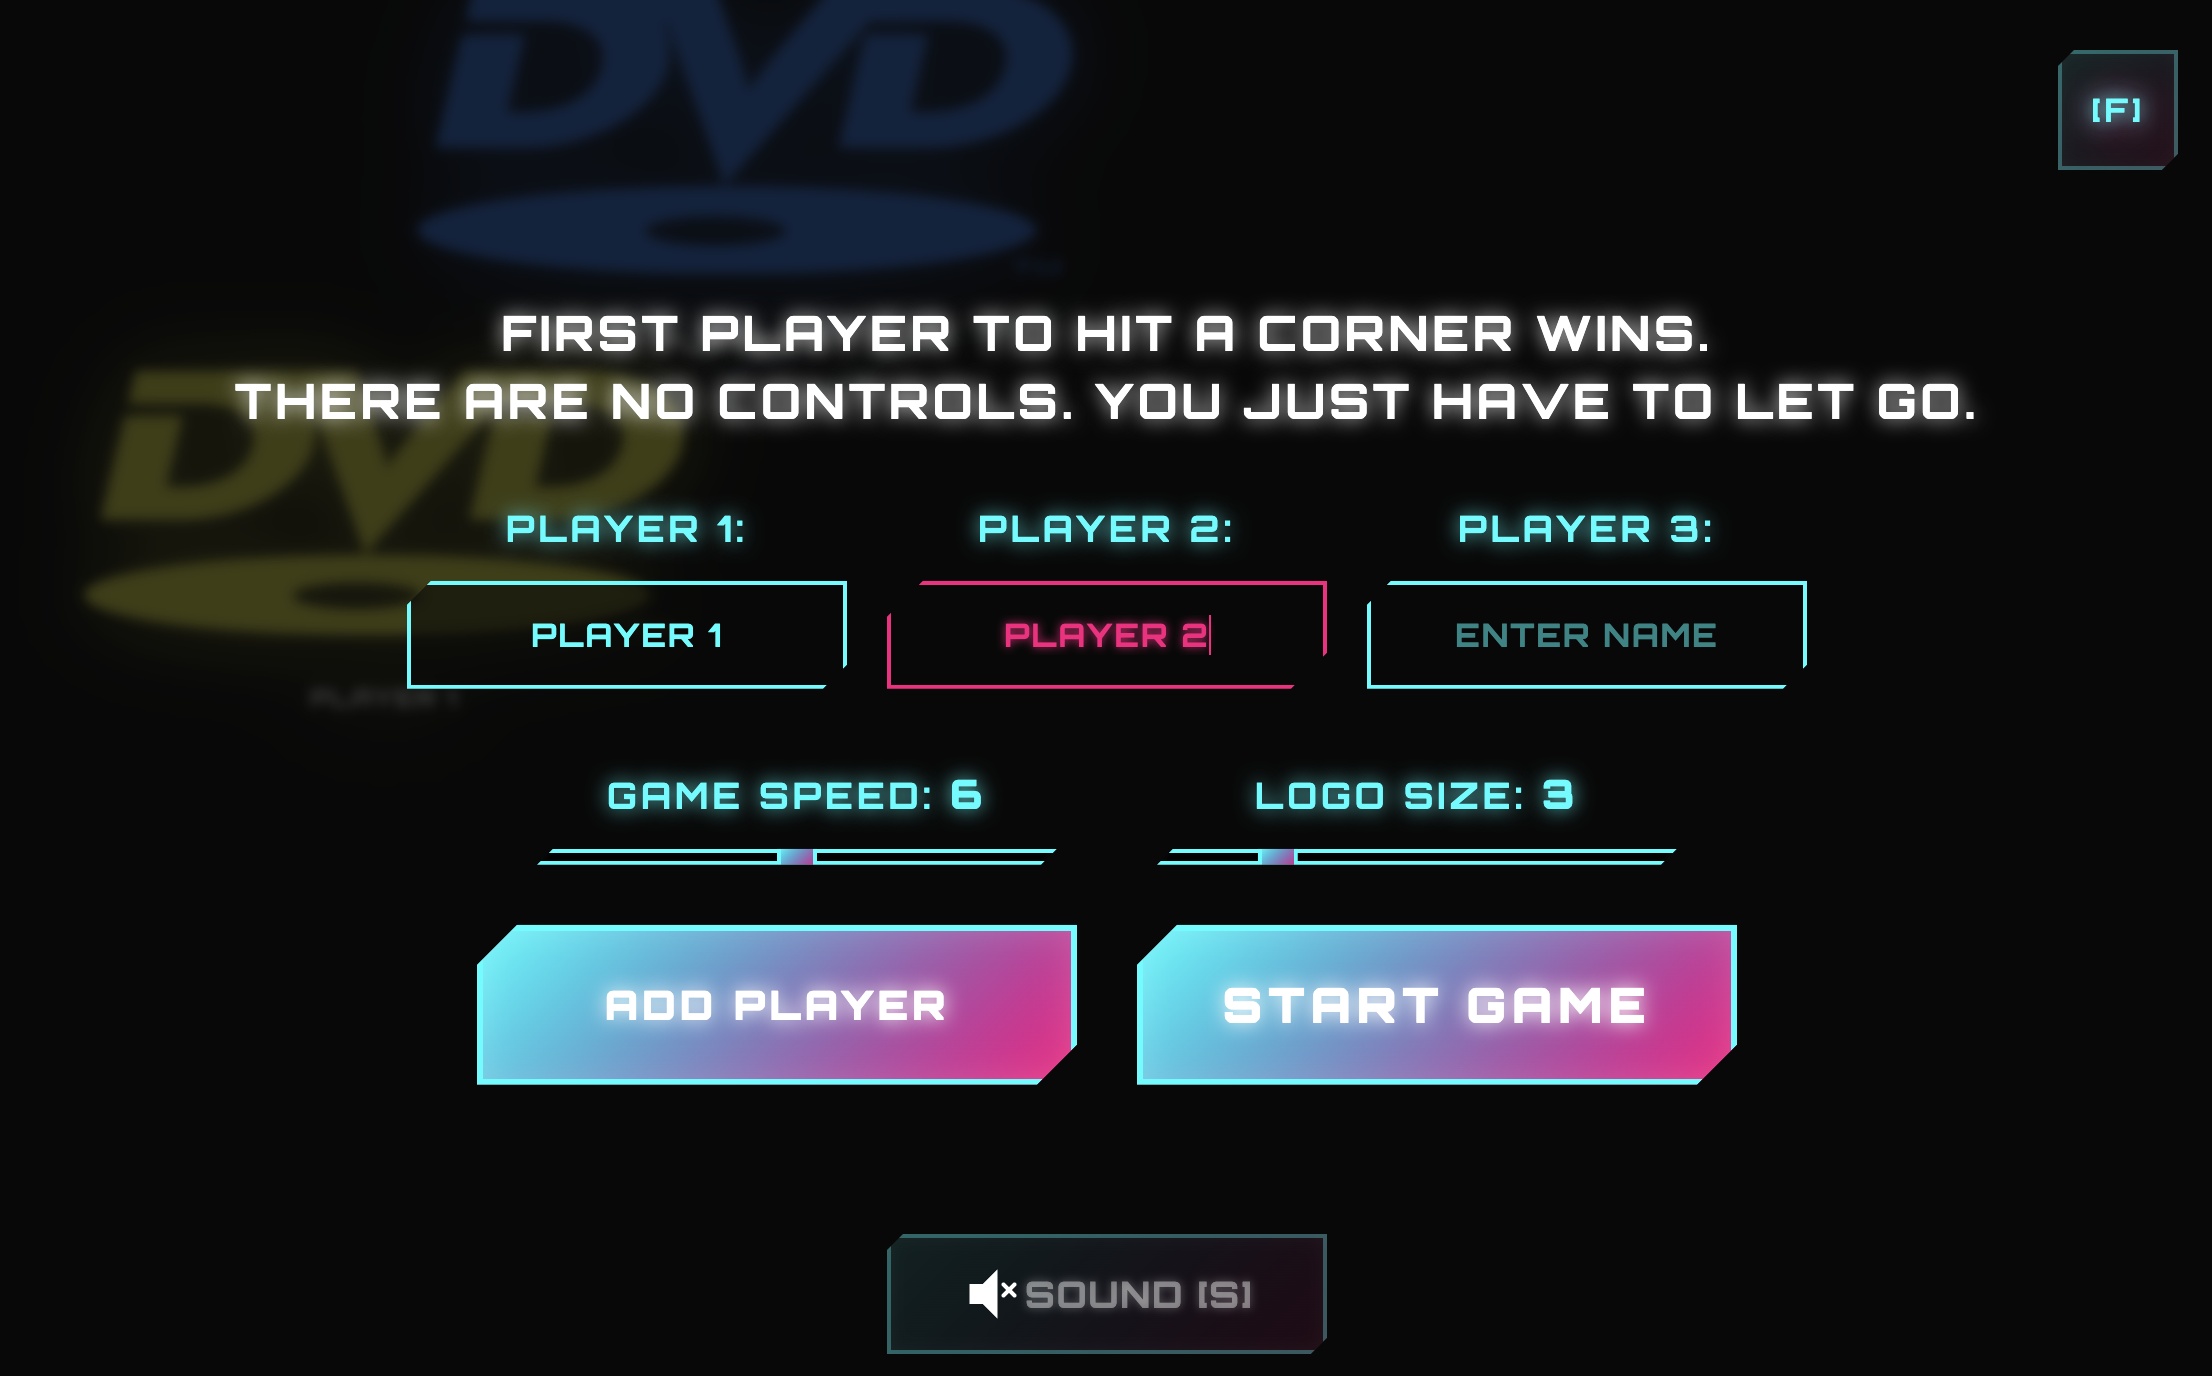 DVD
[F]
FIRST PLAYER TO HIT A CORNER WINS.
THERE ARE NO CONTROLS. YOU JUST HAVE TO LET GO.
DVD
PLAYER 1: PLAYER 2: PLAYER 3:
PLAYER 1 PLAYER 2 ENTER NAME
PLAYER 1
GAME SPEED: 6 LOGO SIZE: 3
ADD PLAYER START GAME
SOUND [S]